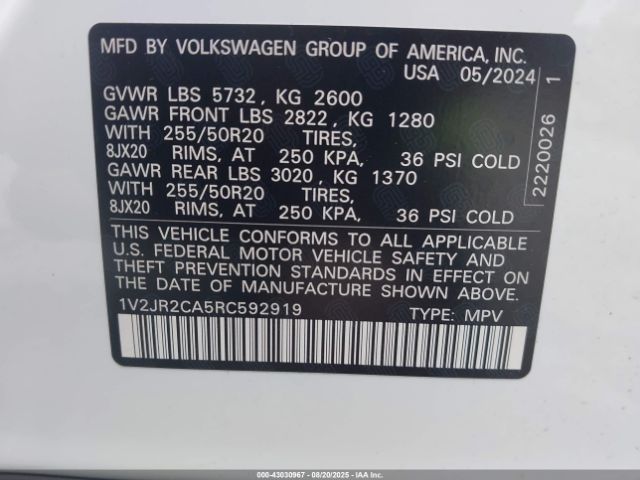 MFD BY VOLKSWAGEN GROUP OF AMERICA, INC.
USA 05/2024
GVWR LBS 5732, KG 2600
GAWR FRONT LBS 2822, KG 1280
WITH 255/50R20 TIRES,
8JX20 RIMS, AT 250 KPA, 36 PSI COLD
GAWR REAR LBS 3020, KG 1370
WITH 255/50R20 TIRES,
8JX20 RIMS, AT 250 KPA, 36 PSI COLD
THIS VEHICLE CONFORMS TO ALL APPLICABLE
U.S. FEDERAL MOTOR VEHICLE SAFETY AND
THEFT PREVENTION STANDARDS IN EFFECT ON
THE DATE OF MANUFACTURE SHOWN ABOVE.
1V2JR2CA5RC592919 TYPE: MPV
2220026 1
000-43030967 - 08/20/2025 - IAAI.COM